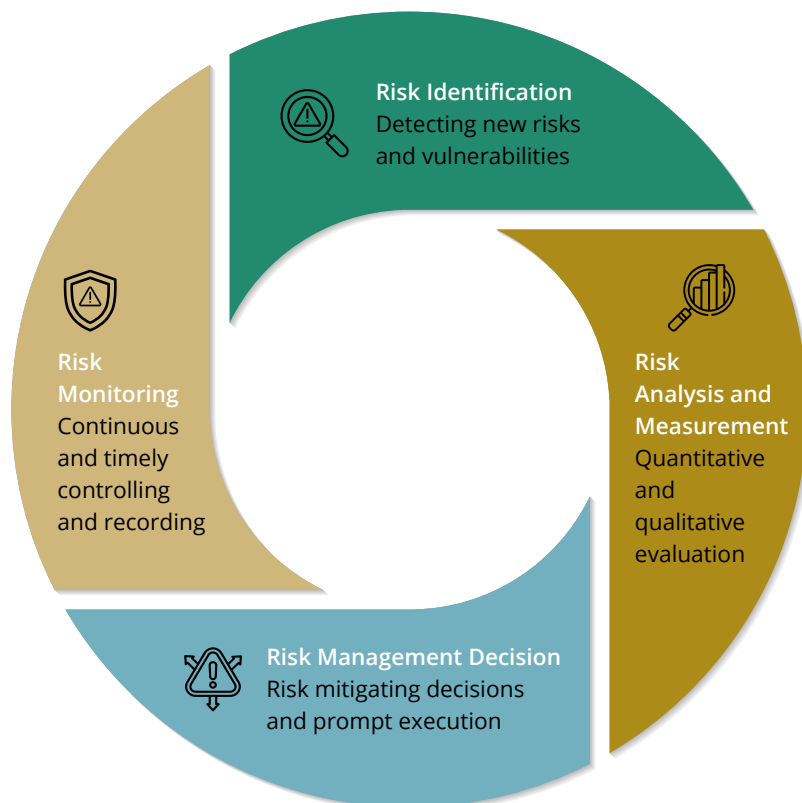 Risk Identification
Detecting new risks
and vulnerabilities
Risk
Analysis and
Measurement
Quantitative
and
qualitative
evaluation
Risk Management Decision
Risk mitigating decisions
and prompt execution
Risk
Monitoring
Continuous
and timely
controlling
and recording